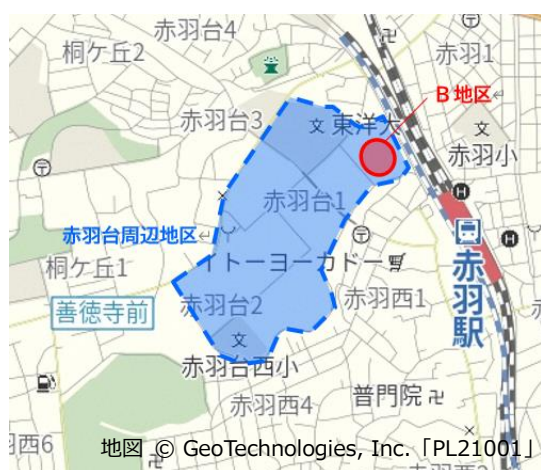 赤羽台4
桐ケ丘2
赤羽1
B地区
赤羽台3
文 東洋大
文
赤羽小
赤羽台1
赤羽台周辺地区
イトーヨーカドー
桐ケ丘1
赤羽台2
赤羽西1
赤羽駅
善徳寺前
文
赤羽台西小
赤羽西4
普門院
羽西6
地図 © GeoTechnologies, Inc.「PL21001」